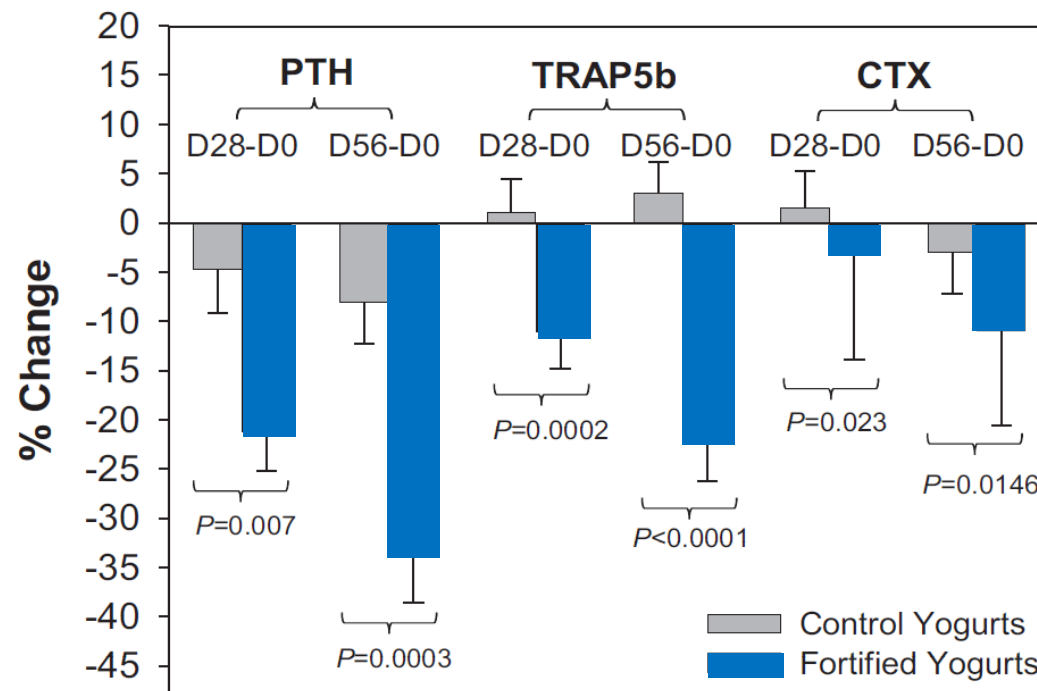 % Change
20
15
10
5
0
-5
-10
-15
-20
-25
-30
-35
-40
-45
PTH
TRAP5b
CTX
D28-D0
D56-D0
D28-D0
D56-D0
D28-D0
D56-D0
P=0.007
P=0.0003
P=0.0002
P<0.0001
P=0.023
P=0.0146
Control Yogurts
Fortified Yogurts